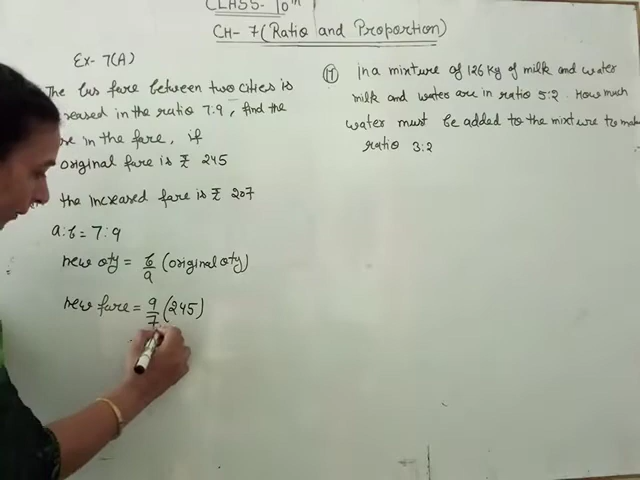 CLASS- 10th
CH- 7 (Ratio and Proportion)
Ex- 7(A)
The bus fare between two cities is
reased in the ratio 7:9, find the
in the fare, if
original fare is ₹ 245
the increased fare is ₹ 207
a:b = 7:9
new qty = b/a (original qty)
new fare = 9/7 (245)
17 In a mixture of 126 Kg of milk and water
milk and water are in ratio 5:2. How much
water must be added to the mixture to make
ratio 3:2